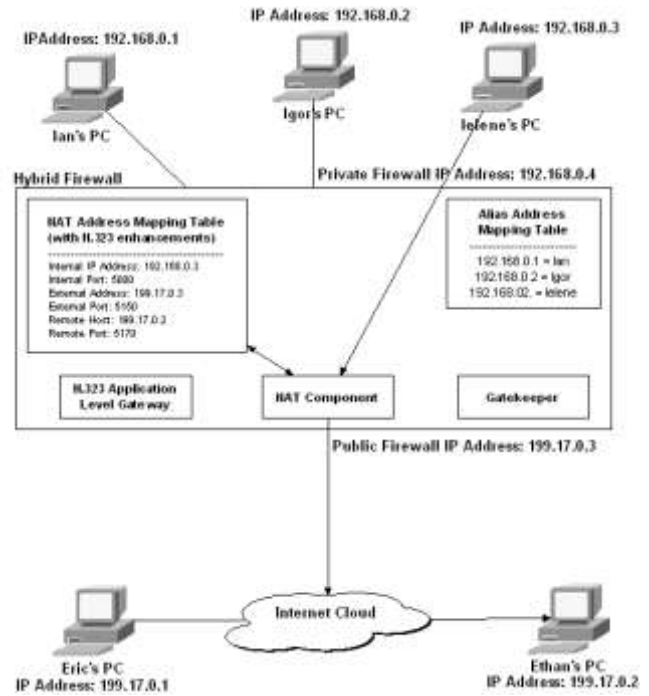 IPAddress: 192.168.0.1
IP Address: 192.168.0.2
IP Address: 192.168.0.3
Ian's PC
Igor's PC
Ielene's PC
Hybrid Firewall
Private Firewall IP Address: 192.168.0.4
NAT Address Mapping Table
(with H.323 enhancements)
Internal IP Address: 192.168.0.3
Internal Port: 5000
External Address: 199.17.0.3
External Port: 5150
Remote Host: 199.17.0.2
Remote Port: 5170
Alias Address
Mapping Table
192.168.0.1 = Ian
192.168.0.2 = Igor
192.168.02. = Ielene
H.323 Application
Level Gateway
NAT Component
Gatekeeper
Public Firewall IP Address: 199.17.0.3
Internet Cloud
Eric's PC
IP Address: 199.17.0.1
Ethan's PC
IP Address: 199.17.0.2